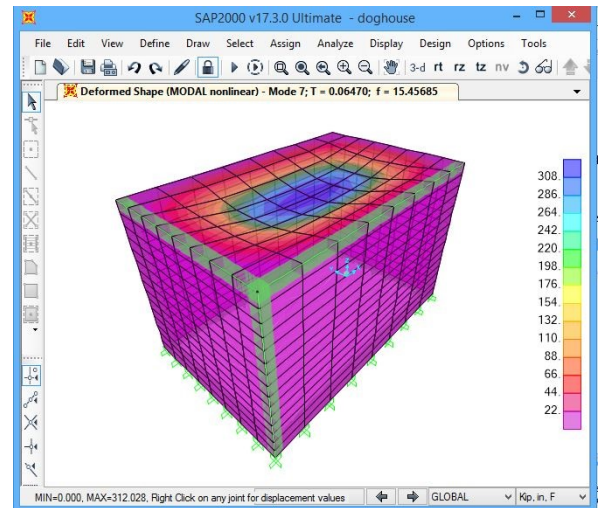 SAP2000 v17.3.0 Ultimate - doghouse
File Edit View Define Draw Select Assign Analyze Display Design Options Tools
3-d rt rz tz nv
Deformed Shape (MODAL nonlinear) - Mode 7; T = 0.06470; f = 15.45685
308.
286.
264.
242.
220.
198.
176.
154.
132.
110.
88.
66.
44.
22.
MIN=0.000, MAX=312.028, Right Click on any joint for displacement values GLOBAL Kip, in, F